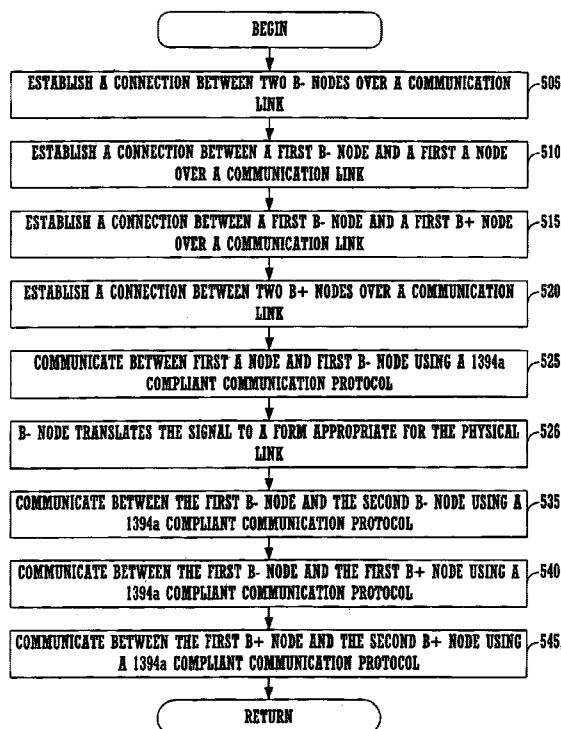 BEGIN
ESTABLISH A CONNECTION BETWEEN TWO B- NODES OVER A COMMUNICATION
LINK
505
ESTABLISH A CONNECTION BETWEEN A FIRST B- NODE AND A FIRST A NODE
OVER A COMMUNICATION LINK
510
ESTABLISH A CONNECTION BETWEEN A FIRST B- NODE AND A FIRST B+ NODE
OVER A COMMUNICATION LINK
515
ESTABLISH A CONNECTION BETWEEN TWO B+ NODES OVER A COMMUNICATION
LINK
520
COMMUNICATE BETWEEN FIRST A NODE AND FIRST B- NODE USING A 1394a
COMPLIANT COMMUNICATION PROTOCOL
525
B- NODE TRANSLATES THE SIGNAL TO A FORM APPROPRIATE FOR THE PHYSICAL
LINK
526
COMMUNICATE BETWEEN THE FIRST B- NODE AND THE SECOND B- NODE USING A
1394a COMPLIANT COMMUNICATION PROTOCOL
535
COMMUNICATE BETWEEN THE FIRST B- NODE AND THE FIRST B+ NODE USING A
1394a COMPLIANT COMMUNICATION PROTOCOL
540
COMMUNICATE BETWEEN THE FIRST B+ NODE AND THE SECOND B+ NODE USING
A 1394a COMPLIANT COMMUNICATION PROTOCOL
545
RETURN